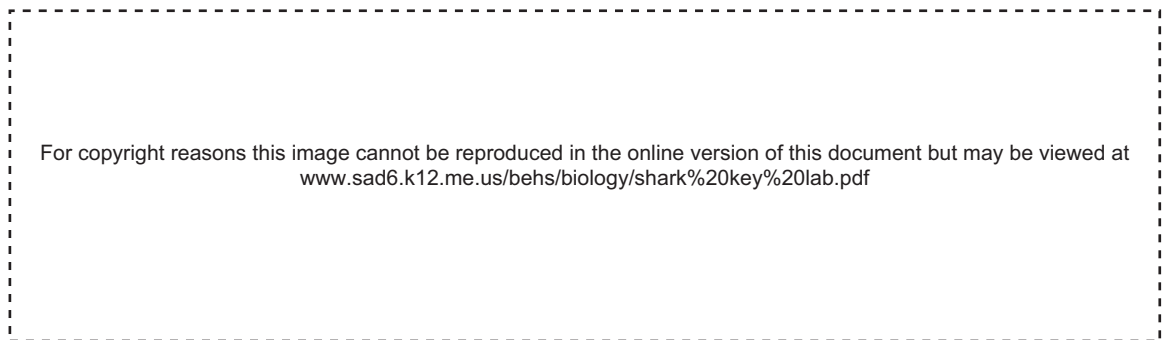 For copyright reasons this image cannot be reproduced in the online version of this document but may be viewed at
www.sad6.k12.me.us/behs/biology/shark%20key%20lab.pdf